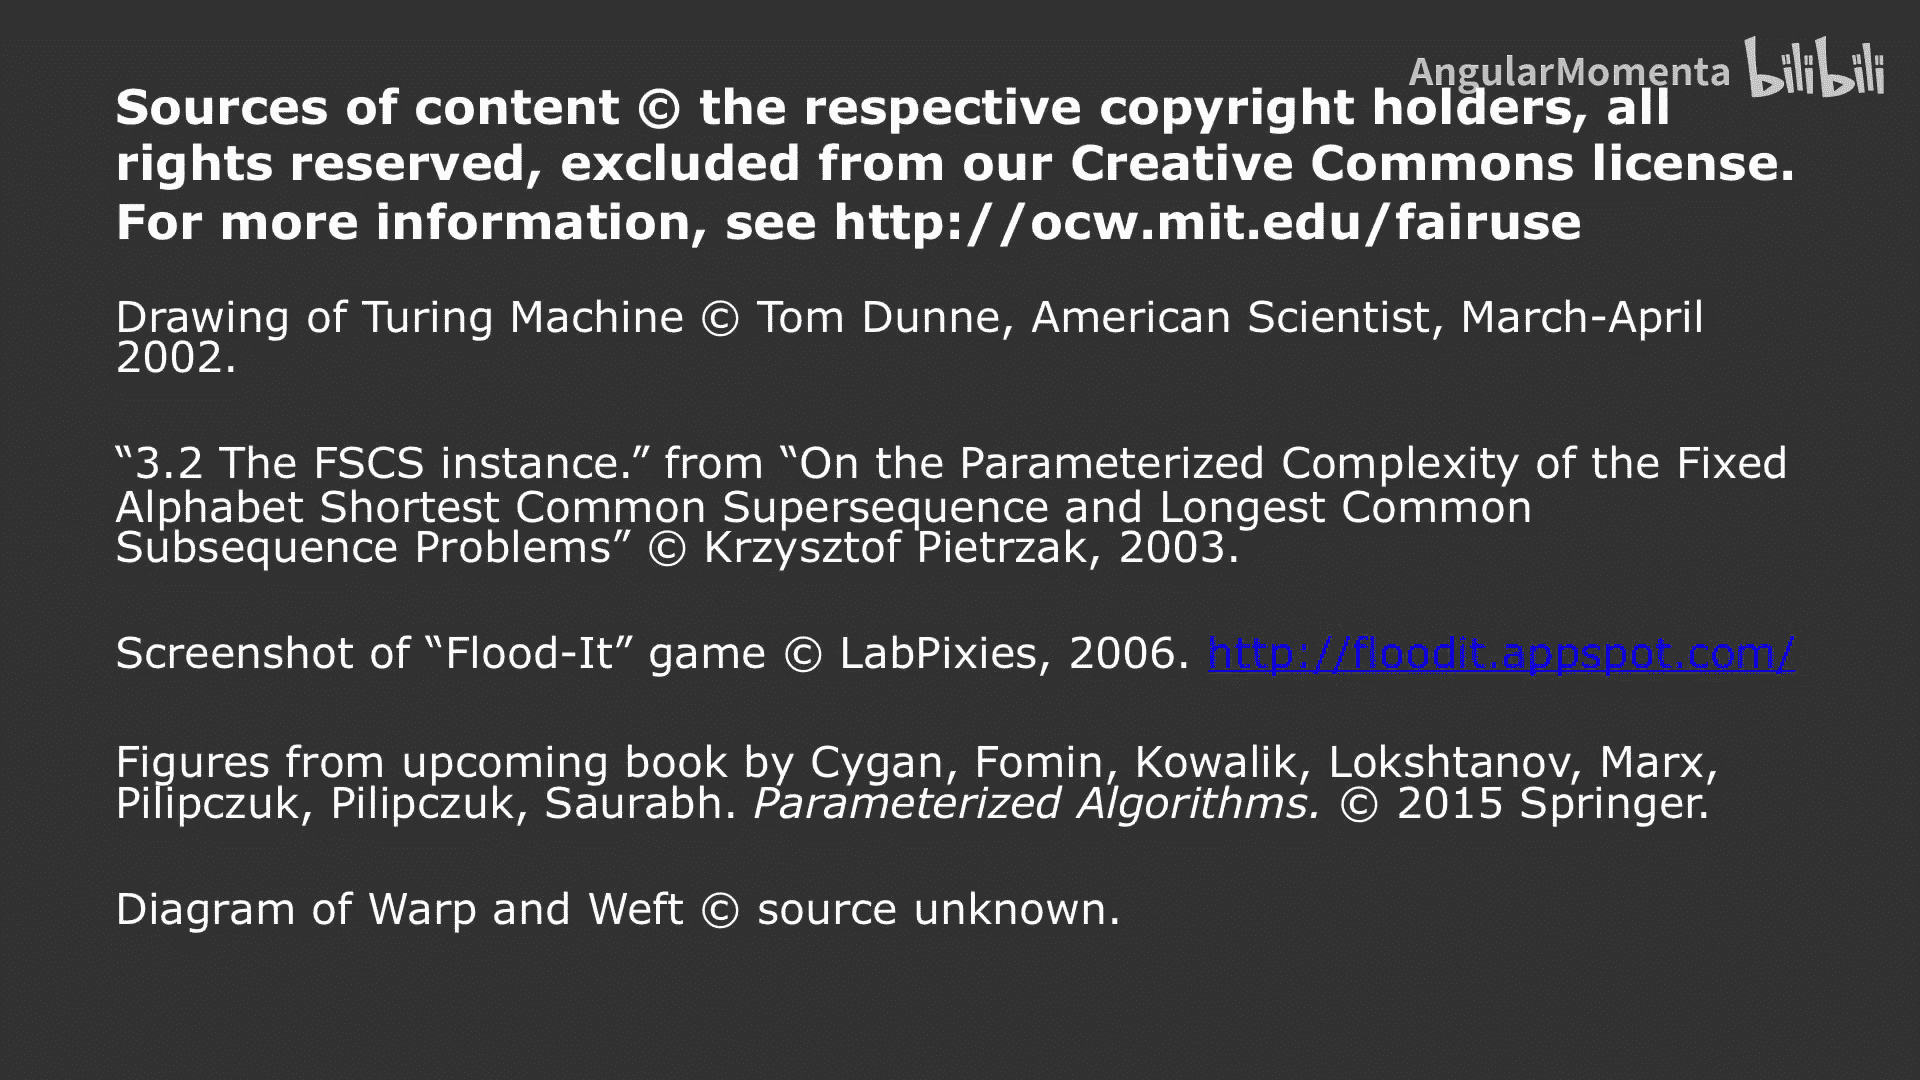 AngularMomenta bilibili
Sources of content © the respective copyright holders, all
rights reserved, excluded from our Creative Commons license.
For more information, see http://ocw.mit.edu/fairuse
Drawing of Turing Machine © Tom Dunne, American Scientist, March-April
2002.
“3.2 The FSCS instance.” from “On the Parameterized Complexity of the Fixed
Alphabet Shortest Common Supersequence and Longest Common
Subsequence Problems” © Krzysztof Pietrzak, 2003.
Screenshot of “Flood-It” game © LabPixies, 2006. http://floodit.appspot.com/
Figures from upcoming book by Cygan, Fomin, Kowalik, Lokshtanov, Marx,
Pilipczuk, Pilipczuk, Saurabh. Parameterized Algorithms. © 2015 Springer.
Diagram of Warp and Weft © source unknown.